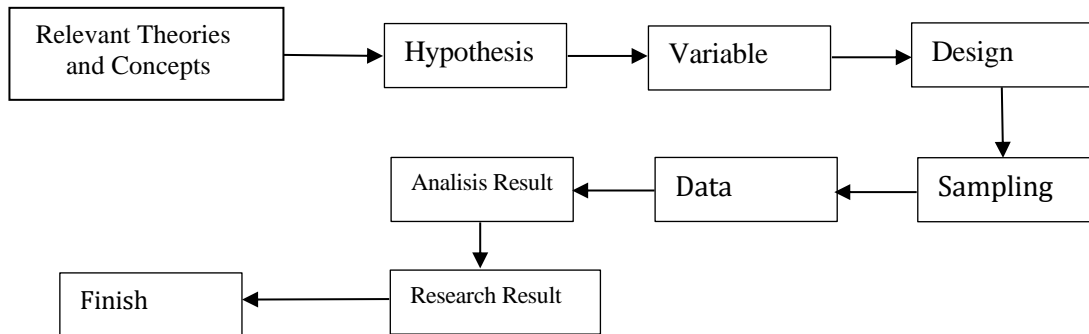 Relevant Theories
and Concepts
Hypothesis
Variable
Design
Sampling
Data
Analisis Result
Research Result
Finish